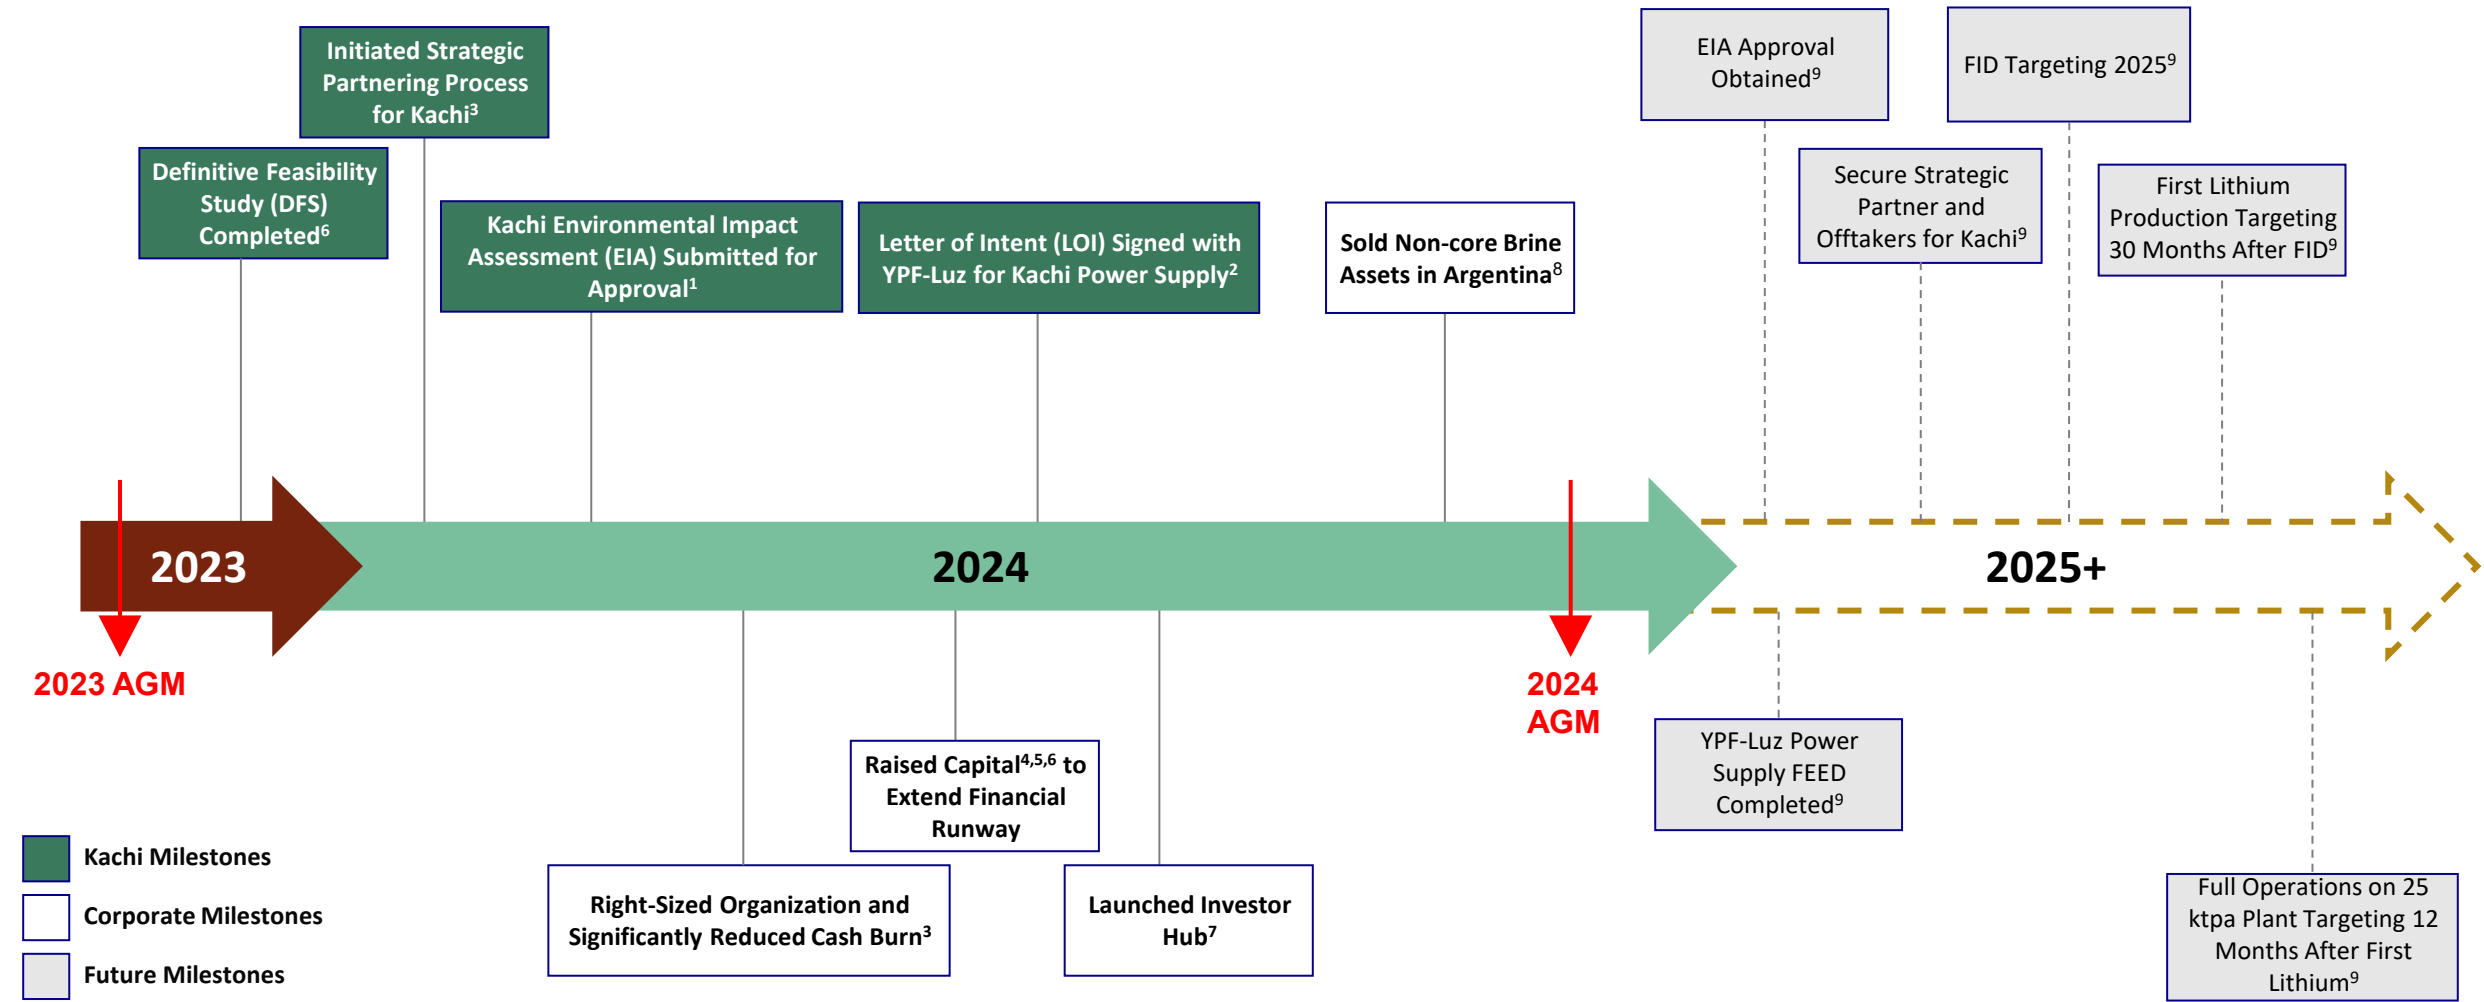 Initiated Strategic
Partnering Process
for Kachi³
Definitive Feasibility
Study (DFS)
Completed⁶
Kachi Environmental Impact
Assessment (EIA) Submitted for
Approval¹
Letter of Intent (LOI) Signed with
YPF-Luz for Kachi Power Supply²
Sold Non-core Brine
Assets in Argentina⁸
EIA Approval
Obtained⁹
Secure Strategic
Partner and
Offtakers for Kachi⁹
FID Targeting 2025⁹
First Lithium
Production Targeting
30 Months After FID⁹
2023
2024
2025+
2023 AGM
2024
AGM
Right-Sized Organization and
Significantly Reduced Cash Burn³
Raised Capital⁴,⁵,⁶ to
Extend Financial
Runway
Launched Investor
Hub⁷
YPF-Luz Power
Supply FEED
Completed⁹
Full Operations on 25
ktpa Plant Targeting 12
Months After First
Lithium⁹
Kachi Milestones
Corporate Milestones
Future Milestones